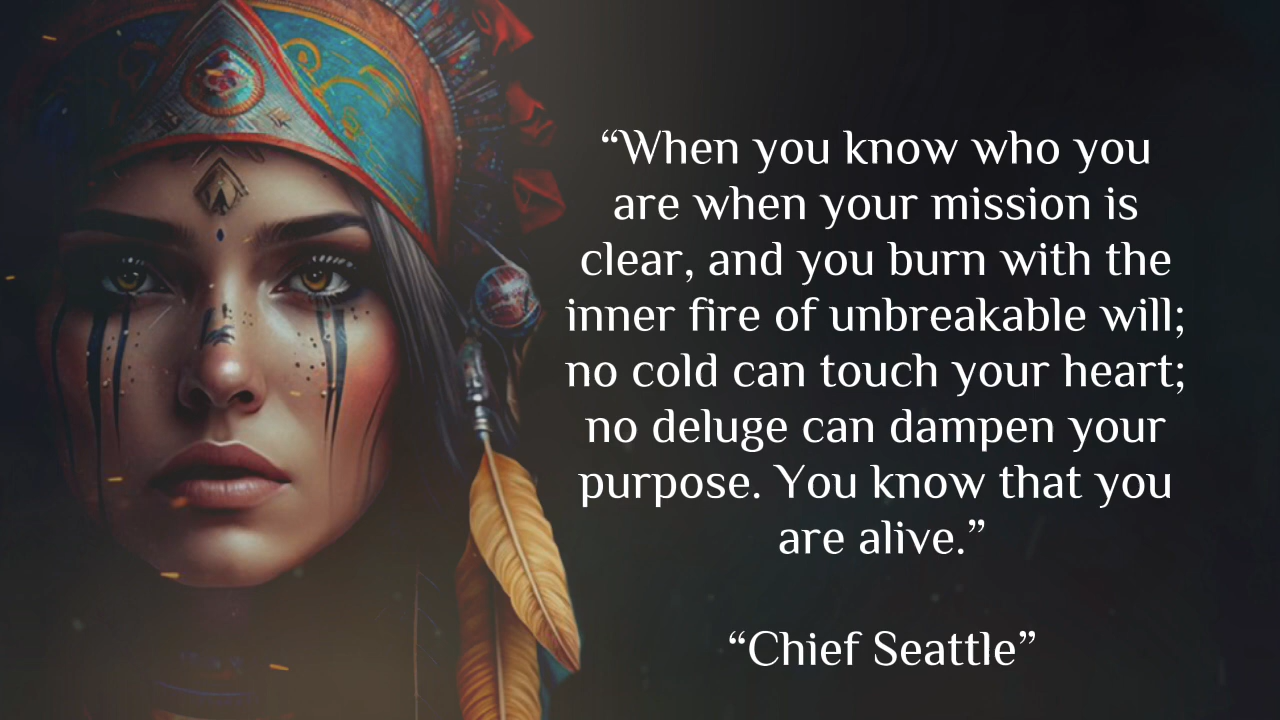 “When you know who you
are when your mission is
clear, and you burn with the
inner fire of unbreakable will;
no cold can touch your heart;
no deluge can dampen your
purpose. You know that you
are alive.”
“Chief Seattle”